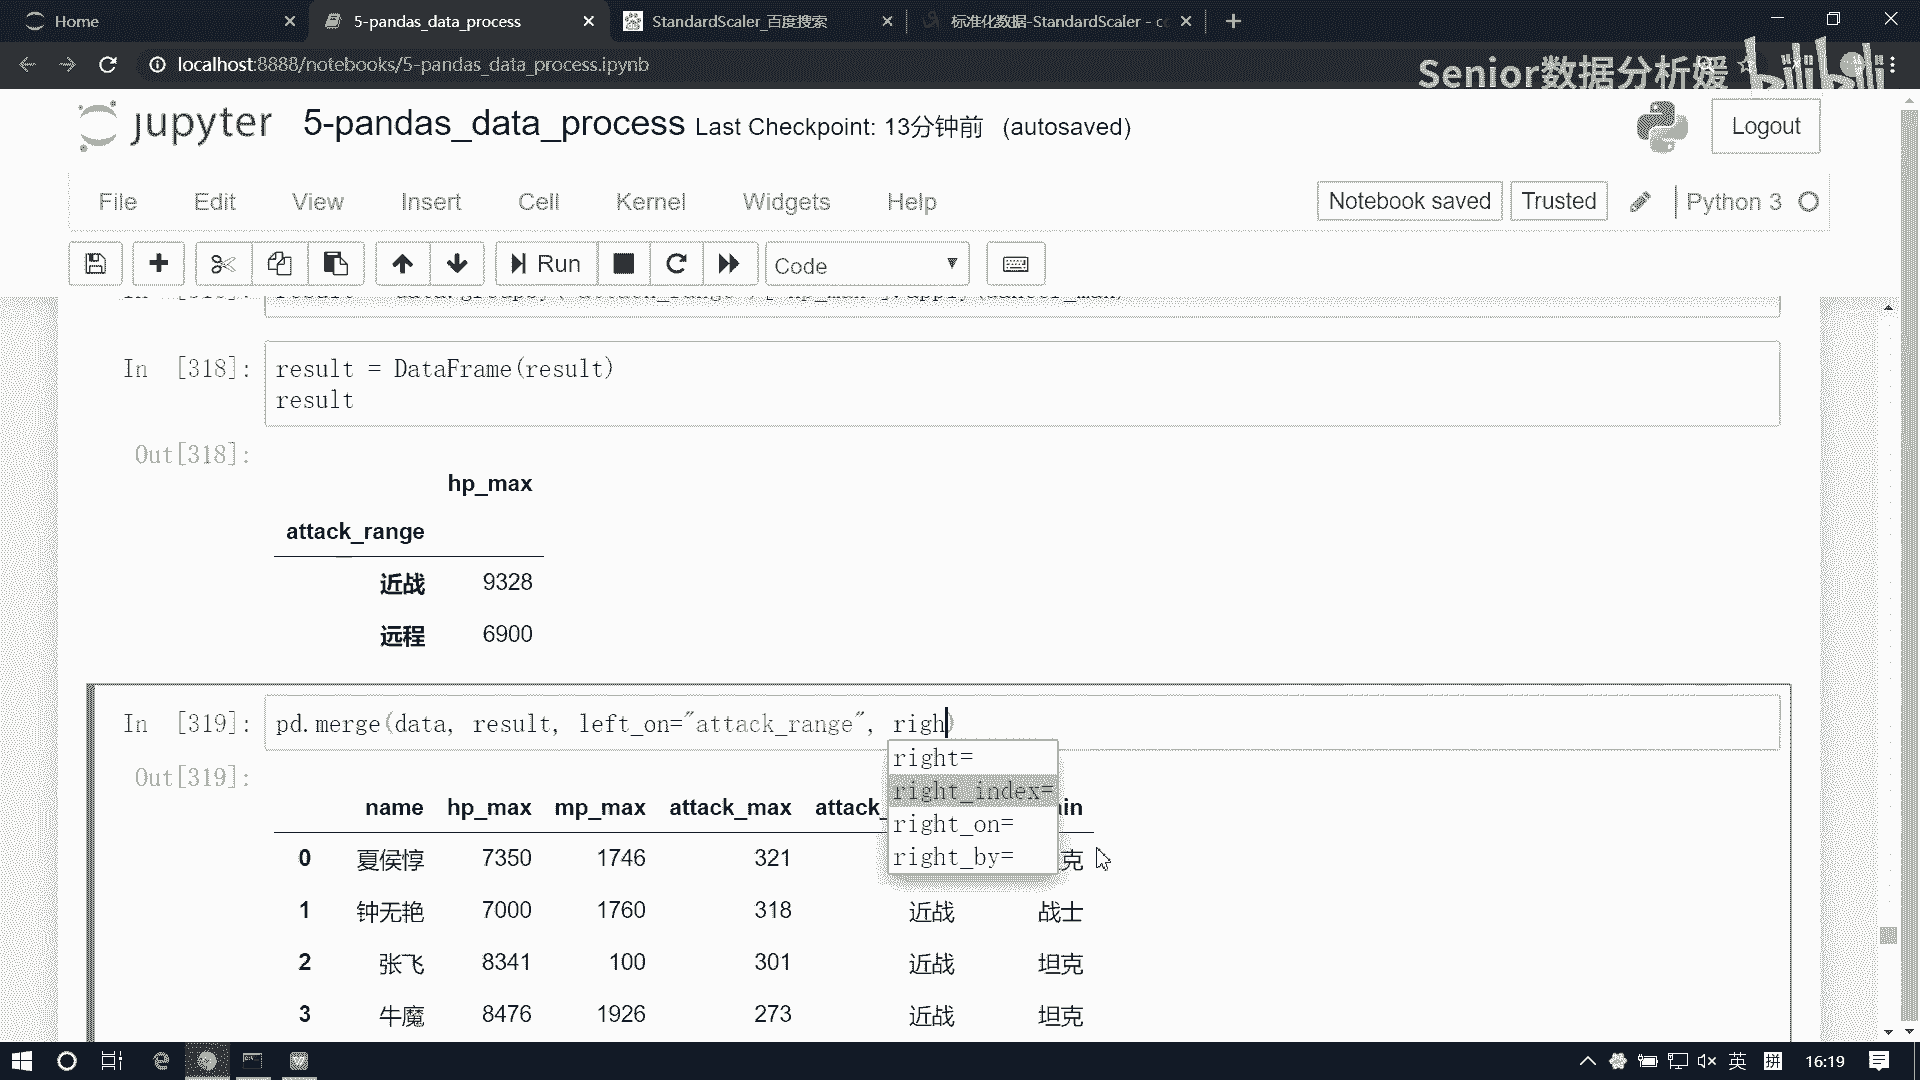 Home
5-pandas_data_process
StandardScaler_百度搜索
标准化数据-StandardScaler - c
localhost:8888/notebooks/5-pandas_data_process.ipynb
Senior数据分析媛
bilibili
jupyter 5-pandas_data_process Last Checkpoint: 13分钟前 (autosaved)
Logout
File Edit View Insert Cell Kernel Widgets Help
Notebook saved Trusted Python 3
Run Code
In [318]: result = DataFrame(result)
result
Out[318]:
hp_max
attack_range
近战 9328
远程 6900
In [319]: pd.merge(data, result, left_on="attack_range", righ)
right=
right_index=
right_on=
right_by=
Out[319]:
name hp_max mp_max attack_max attack_ in
0 夏侯惇 7350 1746 321 克
1 钟无艳 7000 1760 318 近战 战士
2 张飞 8341 100 301 近战 坦克
3 牛魔 8476 1926 273 近战 坦克
英 拼 16:19